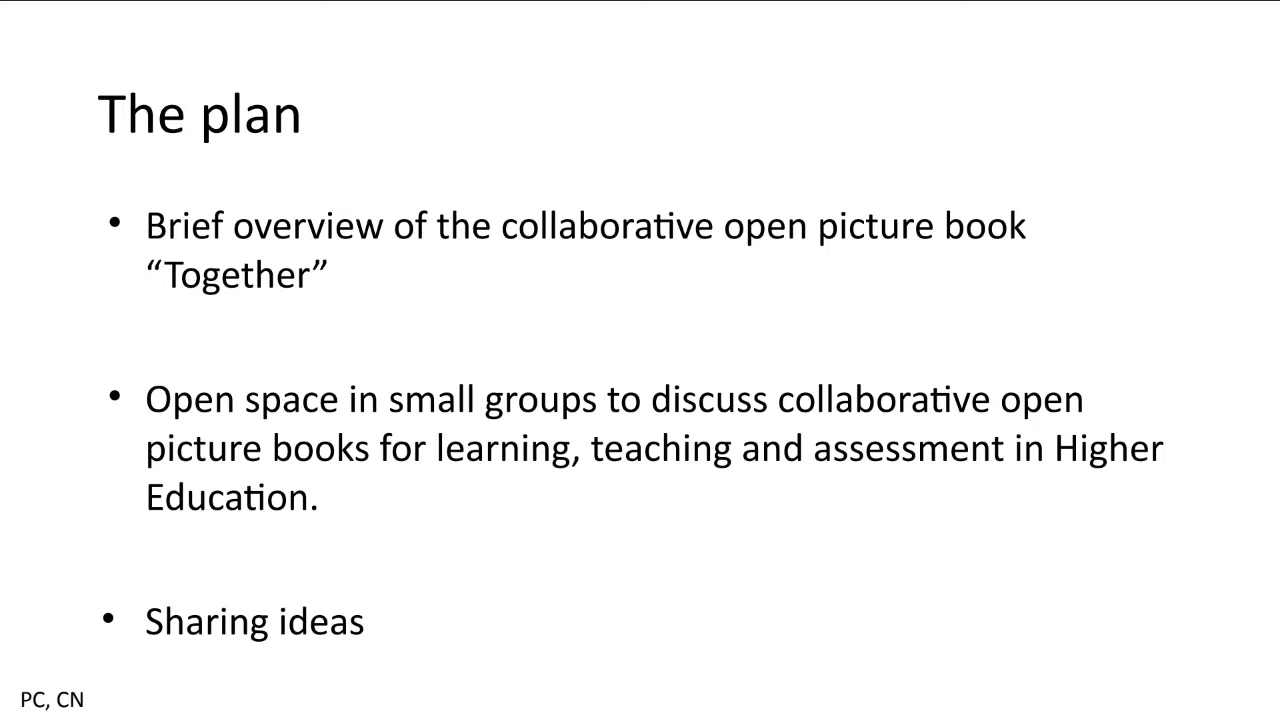 The plan
• Brief overview of the collaborative open picture book
“Together”
• Open space in small groups to discuss collaborative open
picture books for learning, teaching and assessment in Higher
Education.
• Sharing ideas
PC, CN